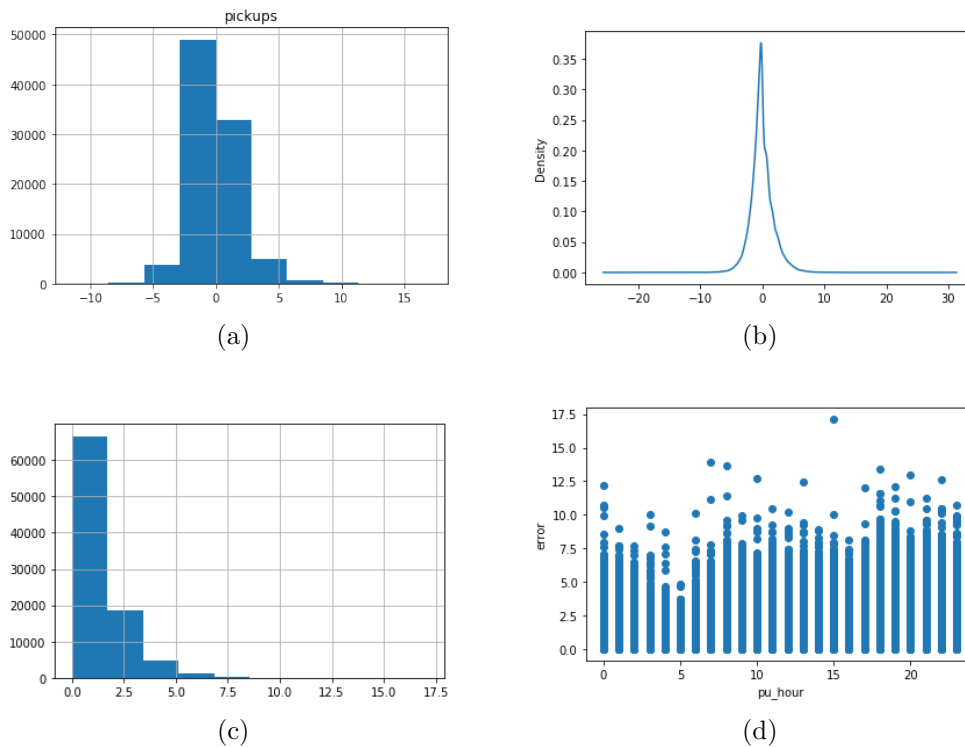 pickups
50000
40000
30000
20000
10000
0
−10 −5 0 5 10 15
(a)
0.35
0.30
0.25
0.20
0.15
0.10
0.05
0.00
Density
−20 −10 0 10 20 30
(b)
60000
50000
40000
30000
20000
10000
0
0.0 2.5 5.0 7.5 10.0 12.5 15.0 17.5
(c)
17.5
15.0
12.5
10.0
7.5
5.0
2.5
0.0
error
0 5 10 15 20
pu_hour
(d)